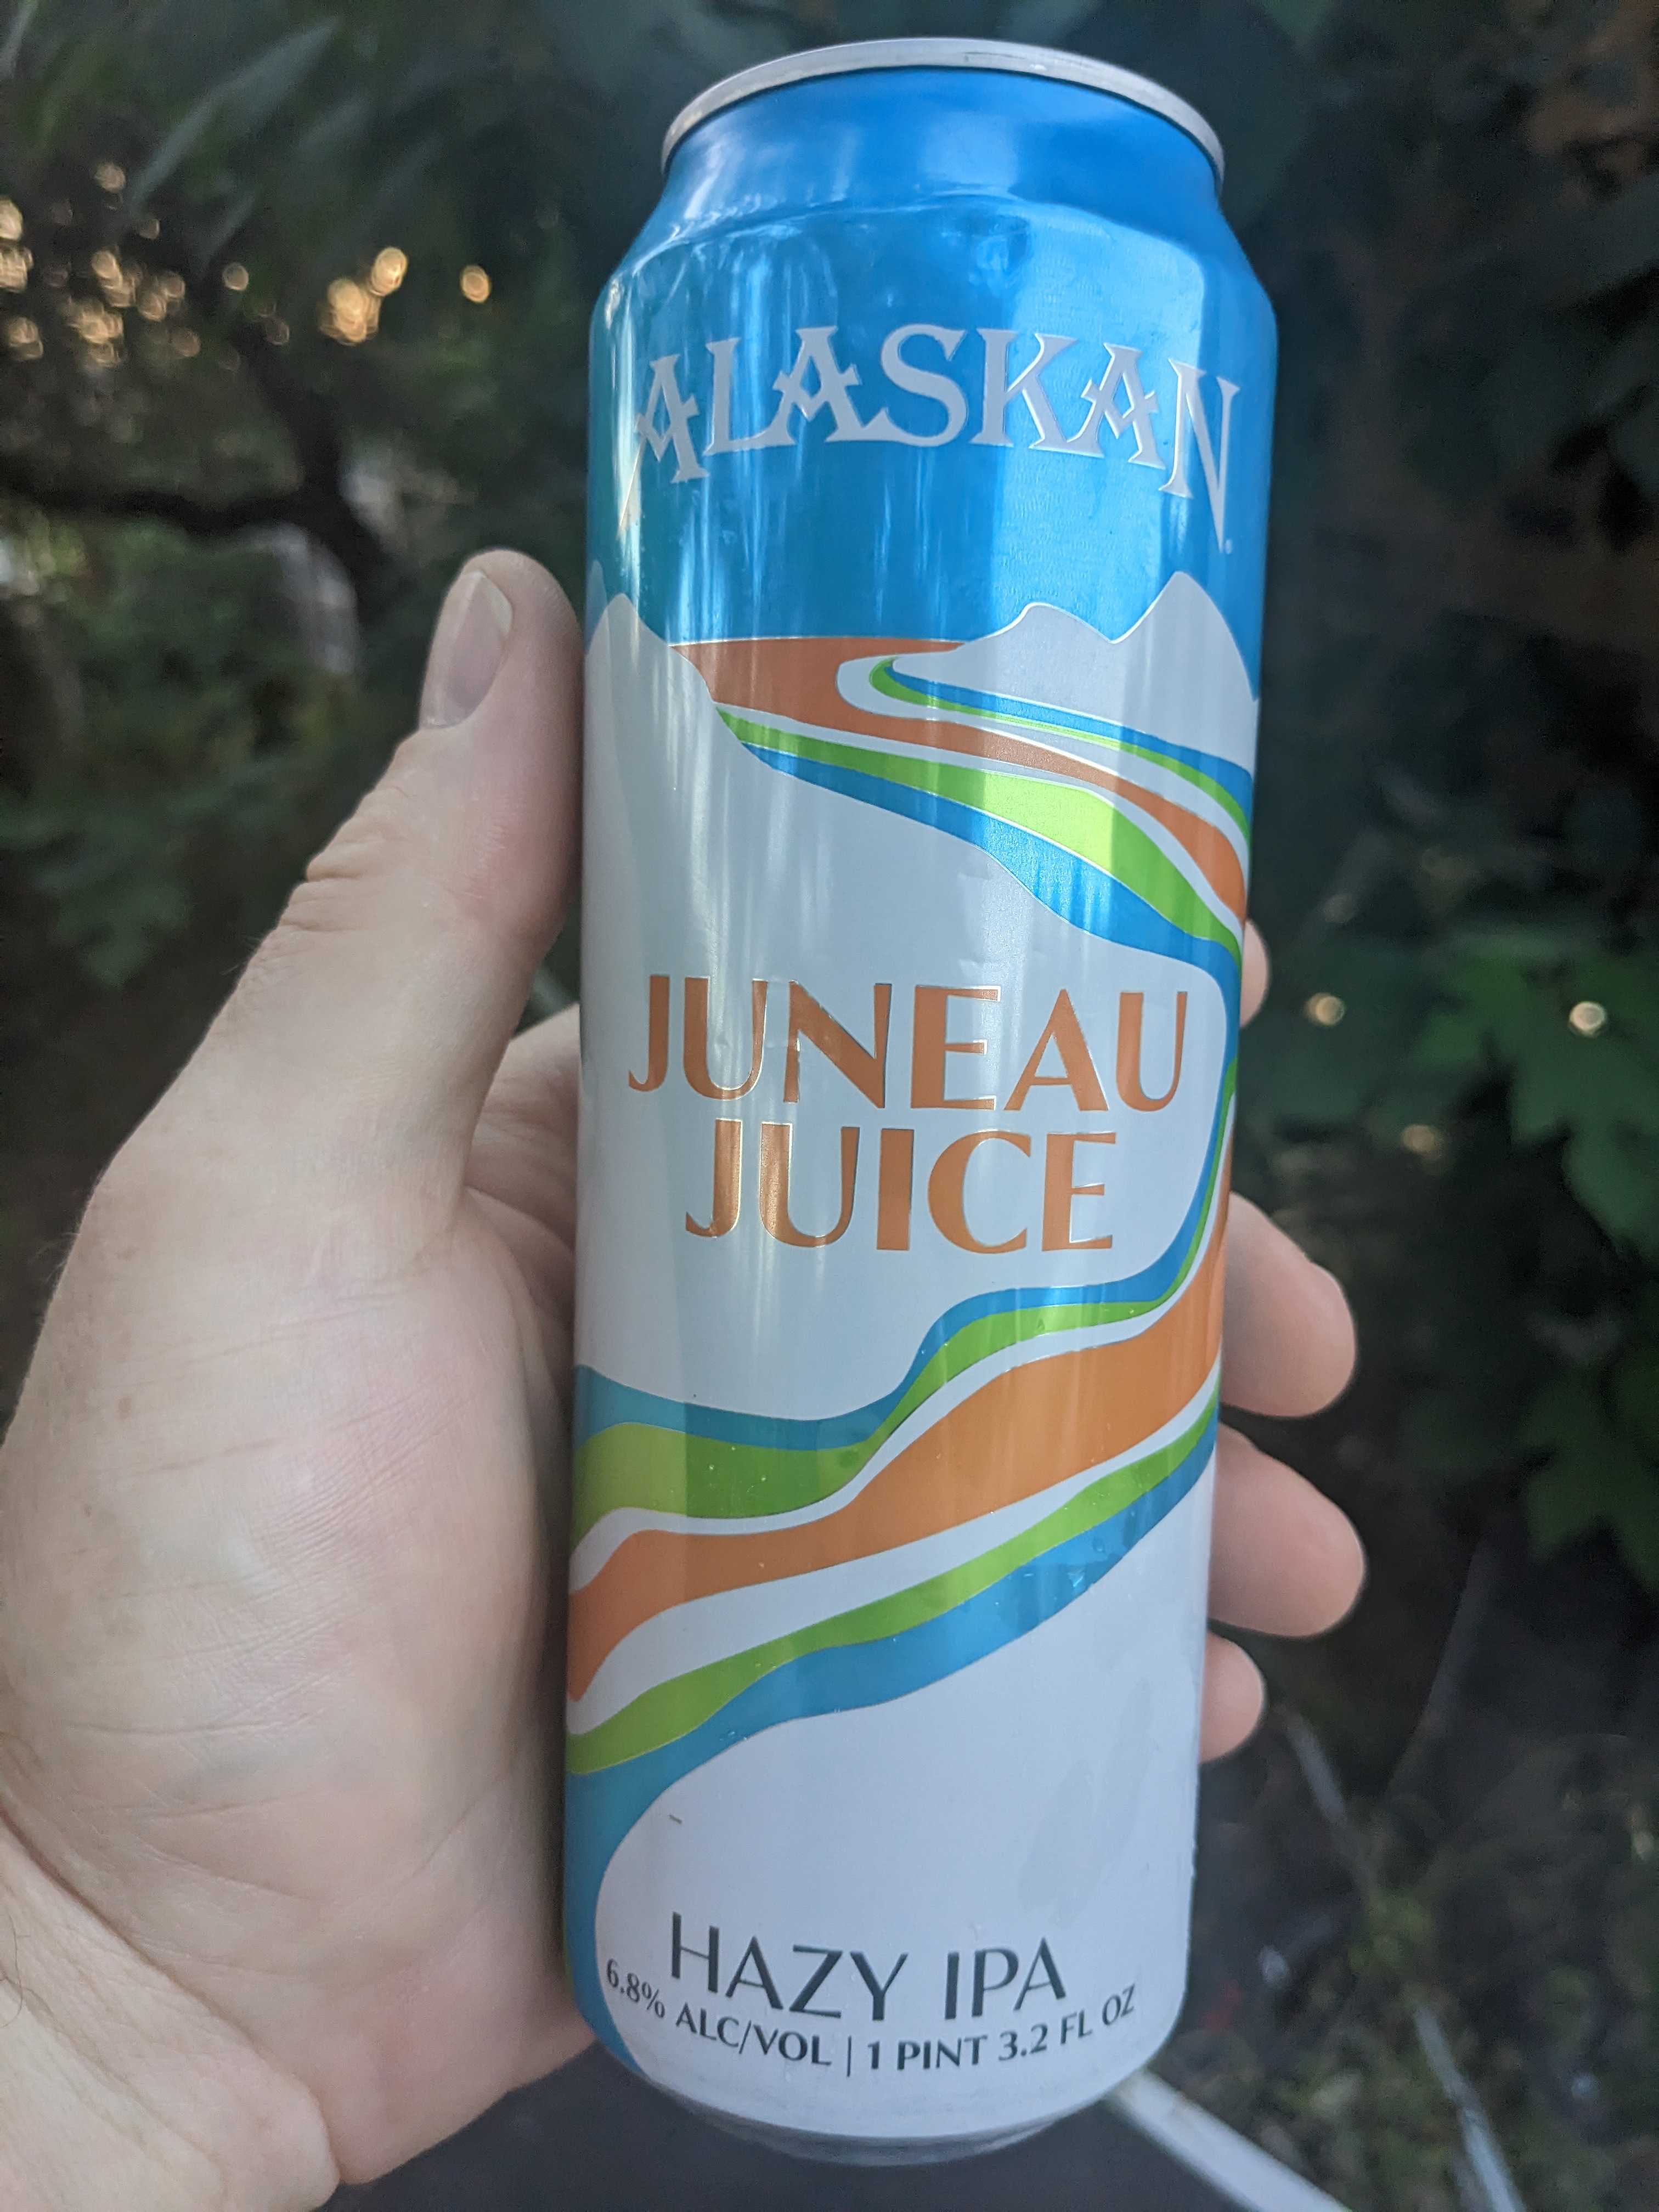 ALASKAN
JUNEAU
JUICE
HAZY IPA
6.8% ALC/VOL | 1 PINT 3.2 FL OZ